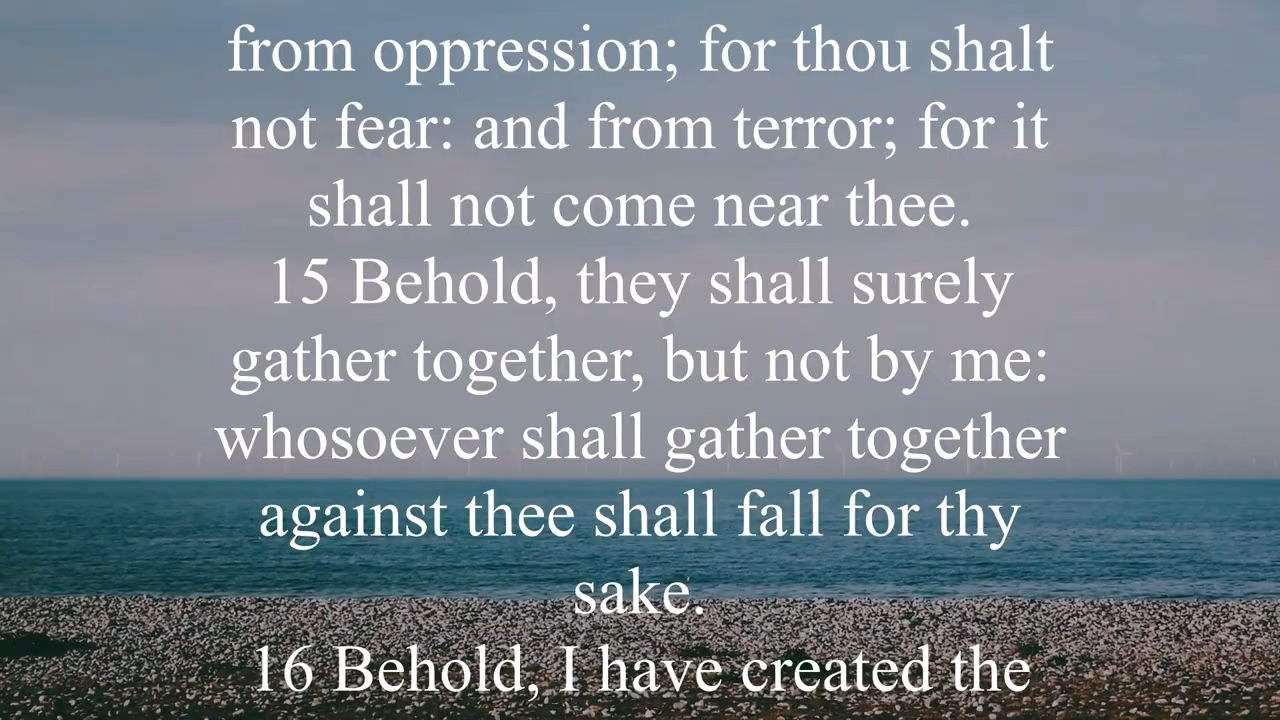 from oppression; for thou shalt
not fear: and from terror; for it
shall not come near thee.
15 Behold, they shall surely
gather together, but not by me:
whosoever shall gather together
against thee shall fall for thy
sake.
16 Behold, I have created the